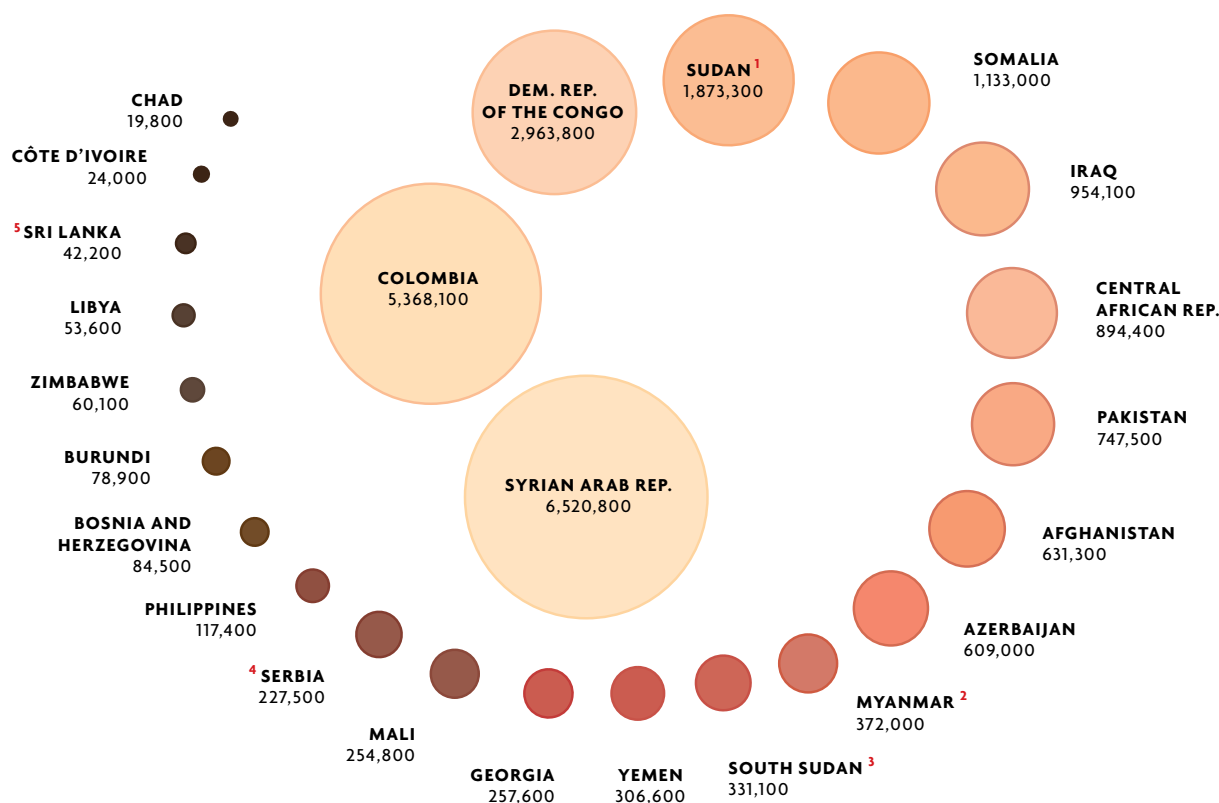 DEM. REP.
OF THE CONGO
2,963,800
SUDAN 1
1,873,300
SOMALIA
1,133,000
IRAQ
954,100
CENTRAL
AFRICAN REP.
894,400
PAKISTAN
747,500
AFGHANISTAN
631,300
AZERBAIJAN
609,000
MYANMAR 2
372,000
SOUTH SUDAN 3
331,100
YEMEN
306,600
GEORGIA
257,600
MALI
254,800
4 SERBIA
227,500
PHILIPPINES
117,400
BOSNIA AND
HERZEGOVINA
84,500
BURUNDI
78,900
ZIMBABWE
60,100
LIBYA
53,600
5 SRI LANKA
42,200
CÔTE D'IVOIRE
24,000
CHAD
19,800
COLOMBIA
5,368,100
SYRIAN ARAB REP.
6,520,800